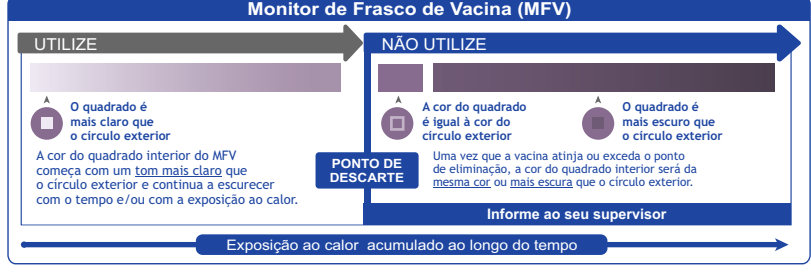 Monitor de Frasco de Vacina (MFV)
UTILIZE
NÃO UTILIZE
O quadrado é
mais claro que
o círculo exterior
A cor do quadrado
é igual à cor do
círculo exterior
O quadrado é
mais escuro que
o círculo exterior
A cor do quadrado interior do MFV
começa com um tom mais claro que
o círculo exterior e continua a escurecer
com o tempo e/ou com a exposição ao calor.
PONTO DE
DESCARTE
Uma vez que a vacina atinja ou exceda o ponto
de eliminação, a cor do quadrado interior será da
mesma cor ou mais escura que o círculo exterior.
Informe ao seu supervisor
Exposição ao calor acumulado ao longo do tempo